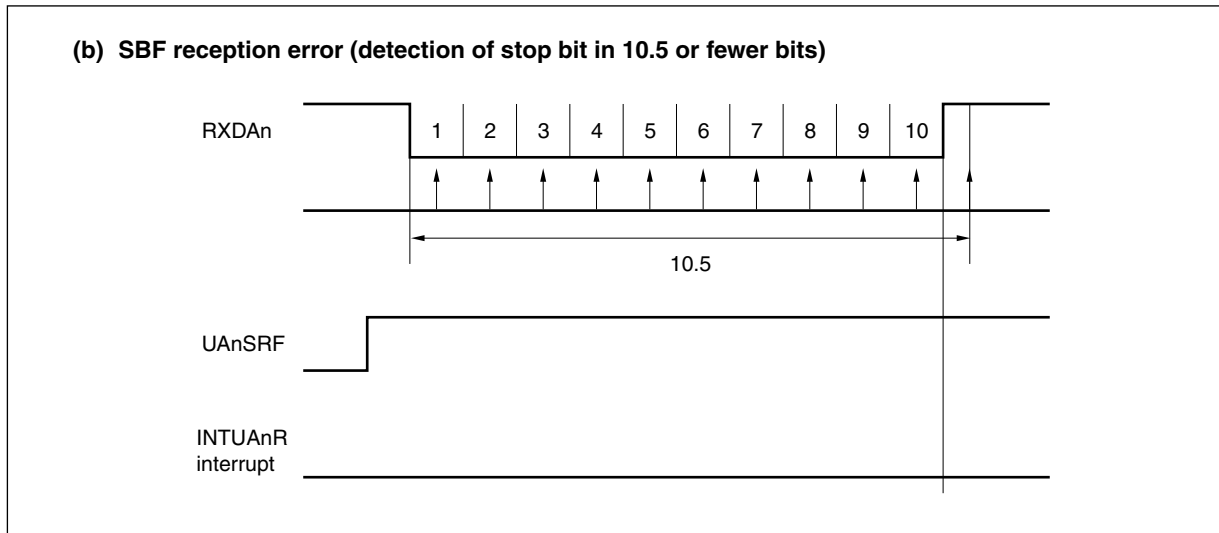 (b) SBF reception error (detection of stop bit in 10.5 or fewer bits)
RXDAn
1 2 3 4 5 6 7 8 9 10
10.5
UAnSRF
INTUAnR
interrupt